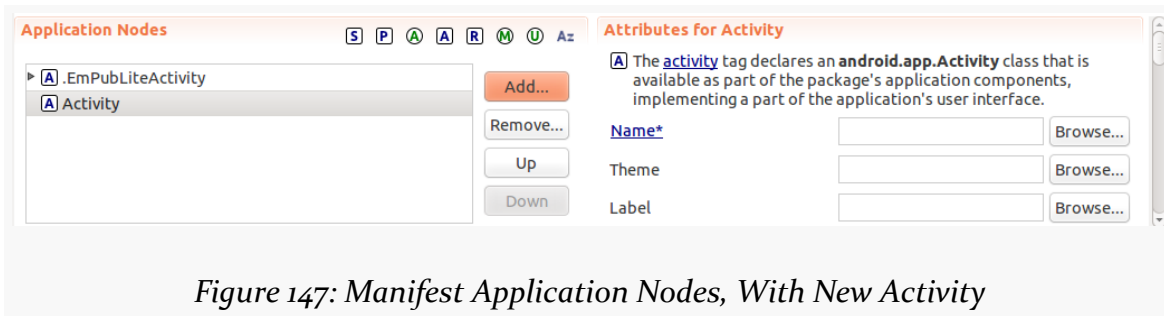 Application Nodes
S P A A R M U Az
.EmPubLiteActivity
A Activity
Add...
Remove...
Up
Down
Attributes for Activity
A The activity tag declares an android.app.Activity class that is
available as part of the package's application components,
implementing a part of the application's user interface.
Name*
Browse...
Theme
Browse...
Label
Browse...
Figure 147: Manifest Application Nodes, With New Activity